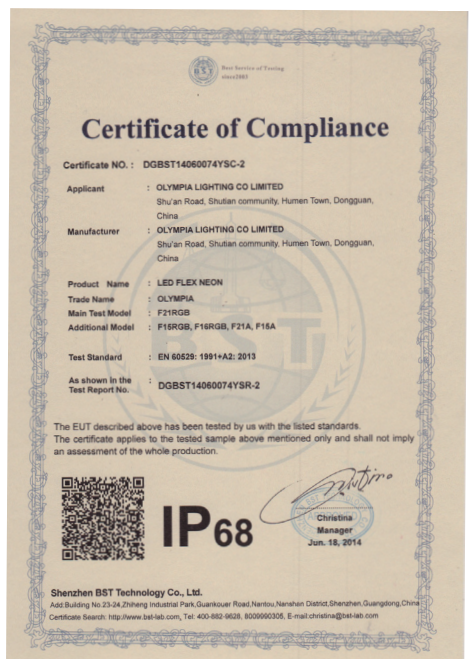 BST
Best Service of Testing
since2003
Certificate of Compliance
Certificate NO. : DGBST14060074YSC-2
Applicant : OLYMPIA LIGHTING CO LIMITED
Shu'an Road, Shutian community, Humen Town, Dongguan,
China
Manufacturer : OLYMPIA LIGHTING CO LIMITED
Shu'an Road, Shutian community, Humen Town, Dongguan,
China
Product Name : LED FLEX NEON
Trade Name : OLYMPIA
Main Test Model : F21RGB
Additional Model : F15RGB, F16RGB, F21A, F15A
BST
Test Standard : EN 60529: 1991+A2: 2013
As shown in the
Test Report No. : DGBST14060074YSR-2
The EUT described above has been tested by us with the listed standards.
The certificate applies to the tested sample above mentioned only and shall not imply
an assessment of the whole production.
IP68
Christina
Christina
Manager
Jun. 18, 2014
Shenzhen BST Technology Co., Ltd.
Add:Building No.23-24,Zhiheng Industrial Park,Guankouer Road,Nantou,Nanshan District,Shenzhen,Guangdong,China
Certificate Search: http://www.bst-lab.com, Tel: 400-882-9628, 8009990305, E-mail:christina@bst-lab.com